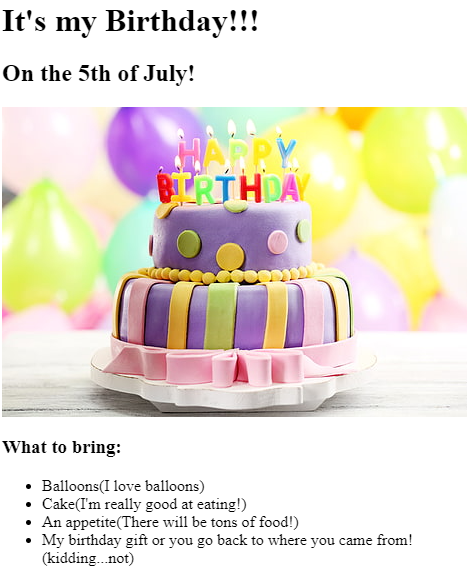 It's my Birthday!!!
On the 5th of July!
HAPPY
BIRTHDAY
What to bring:
Balloons(I love balloons)
Cake(I'm really good at eating!)
An appetite(There will be tons of food!)
My birthday gift or you go back to where you came from!
(kidding...not)